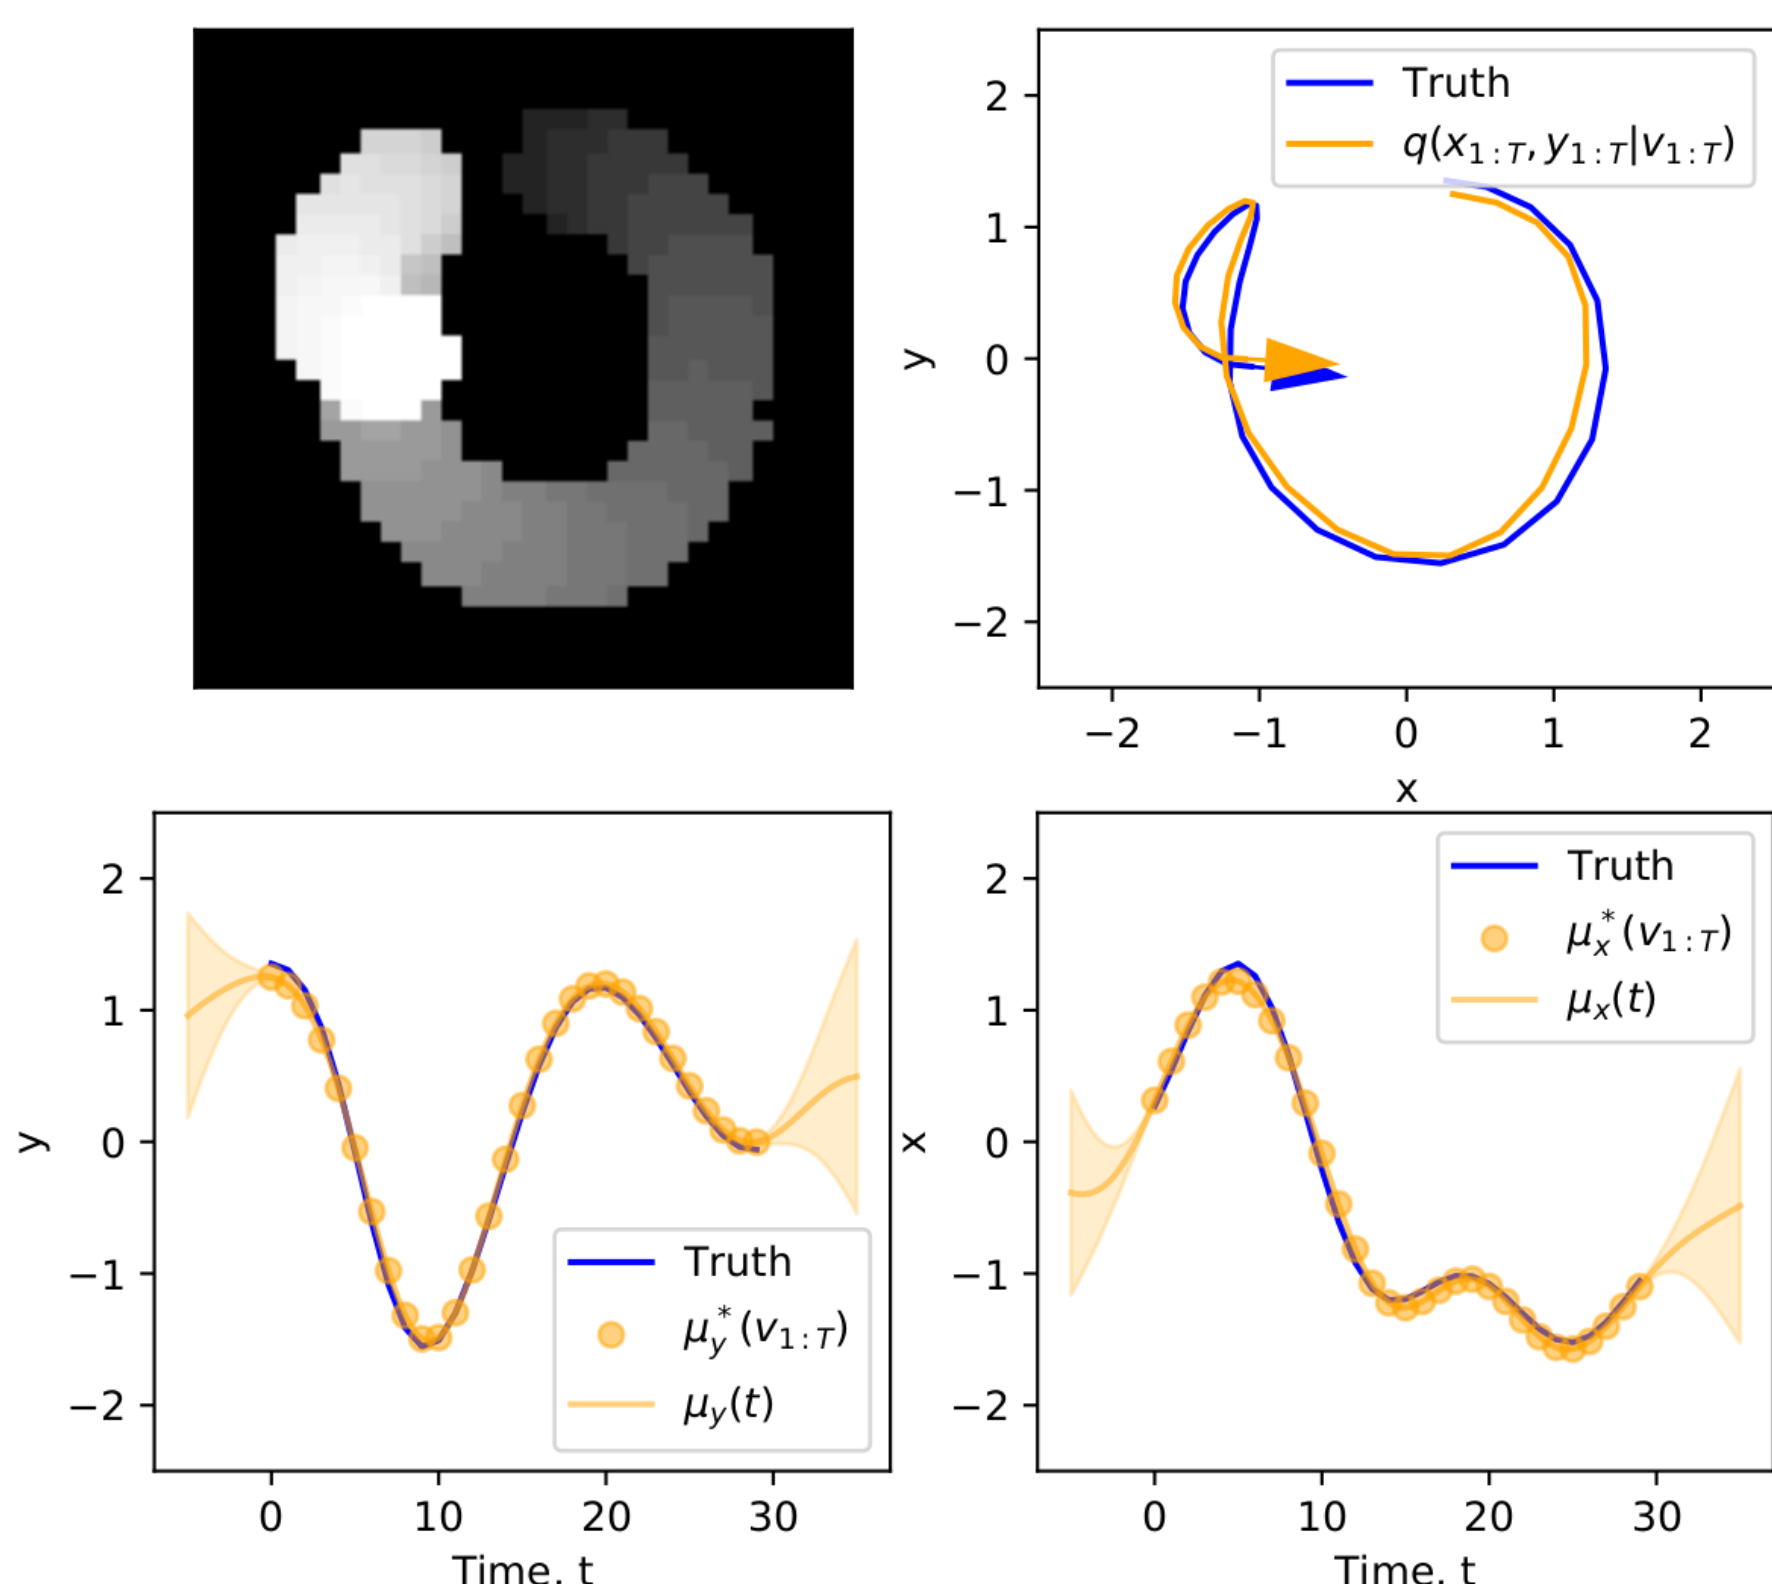 Truth
q(x₁:T, y₁:T|v₁:T)
y
2
1
0
−1
−2
−2 −1 0 1 2
x
y
2
1
0
−1
−2
Truth
μ*y(v₁:T)
μy(t)
0 10 20 30
Time, t
x
2
1
0
−1
−2
Truth
μ*x(v₁:T)
μx(t)
0 10 20 30
Time, t